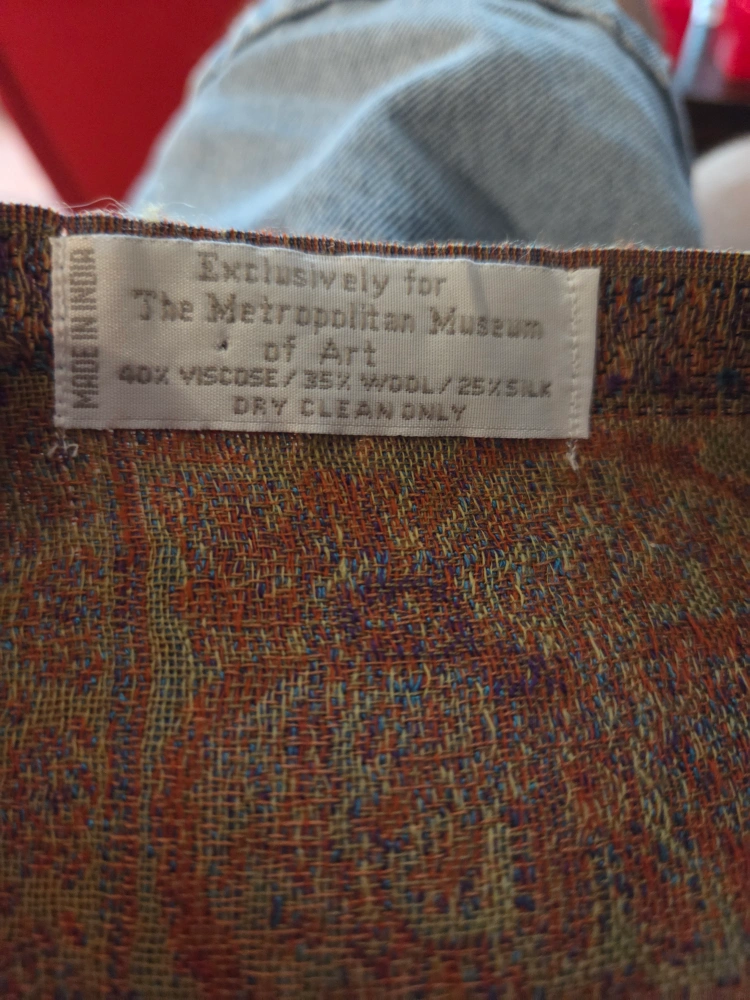 MADE IN INDIA
Exclusively for
The Metropolitan Museum
of Art
40% VISCOSE/35% WOOL/25% SILK
DRY CLEAN ONLY